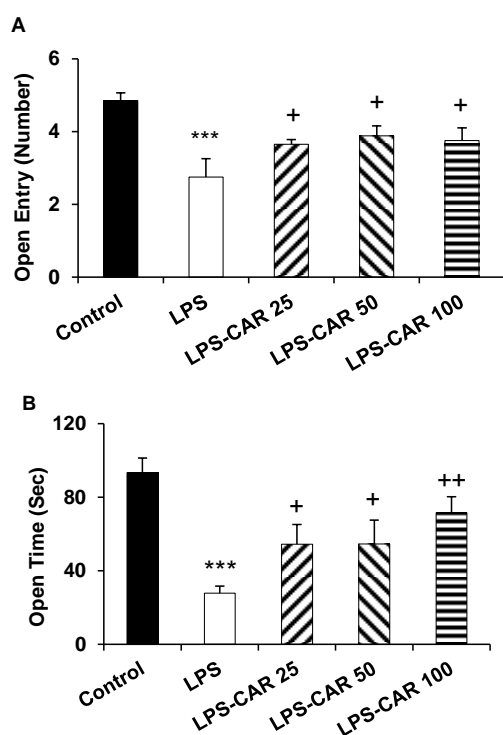 A
Open Entry (Number)
6
4
2
0
***
+
+
+
Control
LPS
LPS-CAR 25
LPS-CAR 50
LPS-CAR 100
B
Open Time (Sec)
120
80
40
0
***
+
+
++
Control
LPS
LPS-CAR 25
LPS-CAR 50
LPS-CAR 100